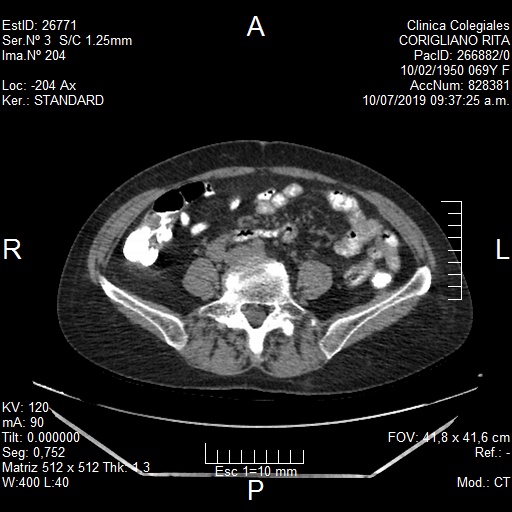 EstID: 26771
Ser.Nº 3 S/C 1.25mm
Ima.Nº 204
Loc: -204 Ax
Ker.: STANDARD
A
Clinica Colegiales
CORIGLIANO RITA
PacID: 266882/0
10/02/1950 069Y F
AccNum: 828381
10/07/2019 09:37:25 a.m.
R
L
KV: 120
mA: 90
Tilt: 0.000000
Seg: 0,752
Matriz 512 x 512 Thk: 1.3
W:400 L:40
Esc 1=10 mm
P
FOV: 41,8 x 41,6 cm
Ref.: -
Mod.: CT